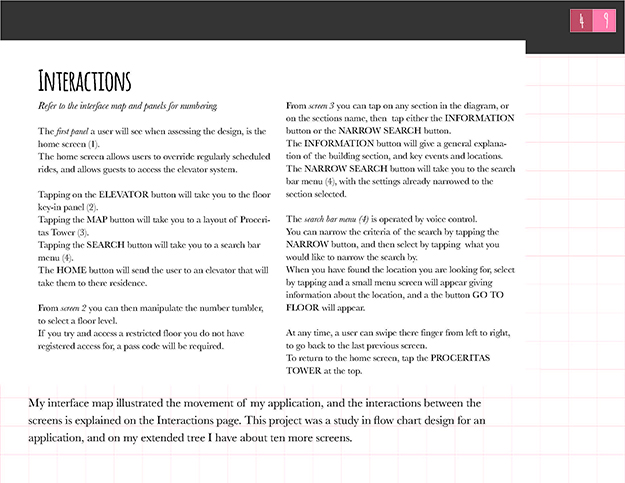 4 9
INTERACTIONS
Refer to the interface map and panels for numbering.
The first panel a user will see when assessing the design, is the
home screen (1).
The home screen allows users to override regularly scheduled
rides, and allows guests to access the elevator system.
Tapping on the ELEVATOR button will take you to the floor
key-in panel (2).
Tapping the MAP button will take you to a layout of Proceri-
tas Tower (3).
Tapping the SEARCH button will take you to a search bar
menu (4).
The HOME button will send the user to an elevator that will
take them to there residence.
From screen 2 you can then manipulate the number tumbler,
to select a floor level.
If you try and access a restricted floor you do not have
registered access for, a pass code will be required.
From screen 3 you can tap on any section in the diagram, or
on the sections name, then tap either the INFORMATION
button or the NARROW SEARCH button.
The INFORMATION button will give a general explana-
tion of the building section, and key events and locations.
The NARROW SEARCH button will take you to the search
bar menu (4), with the settings already narrowed to the
section selected.
The search bar menu (4) is operated by voice control.
You can narrow the criteria of the search by tapping the
NARROW button, and then select by tapping what you
would like to narrow the search by.
When you have found the location you are looking for, select
by tapping and a small menu screen will appear giving
information about the location, and a the button GO TO
FLOOR will appear.
At any time, a user can swipe there finger from left to right,
to go back to the last previous screen.
To return to the home screen, tap the PROCERITAS
TOWER at the top.
My interface map illustrated the movement of my application, and the interactions between the
screens is explained on the Interactions page. This project was a study in flow chart design for an
application, and on my extended tree I have about ten more screens.